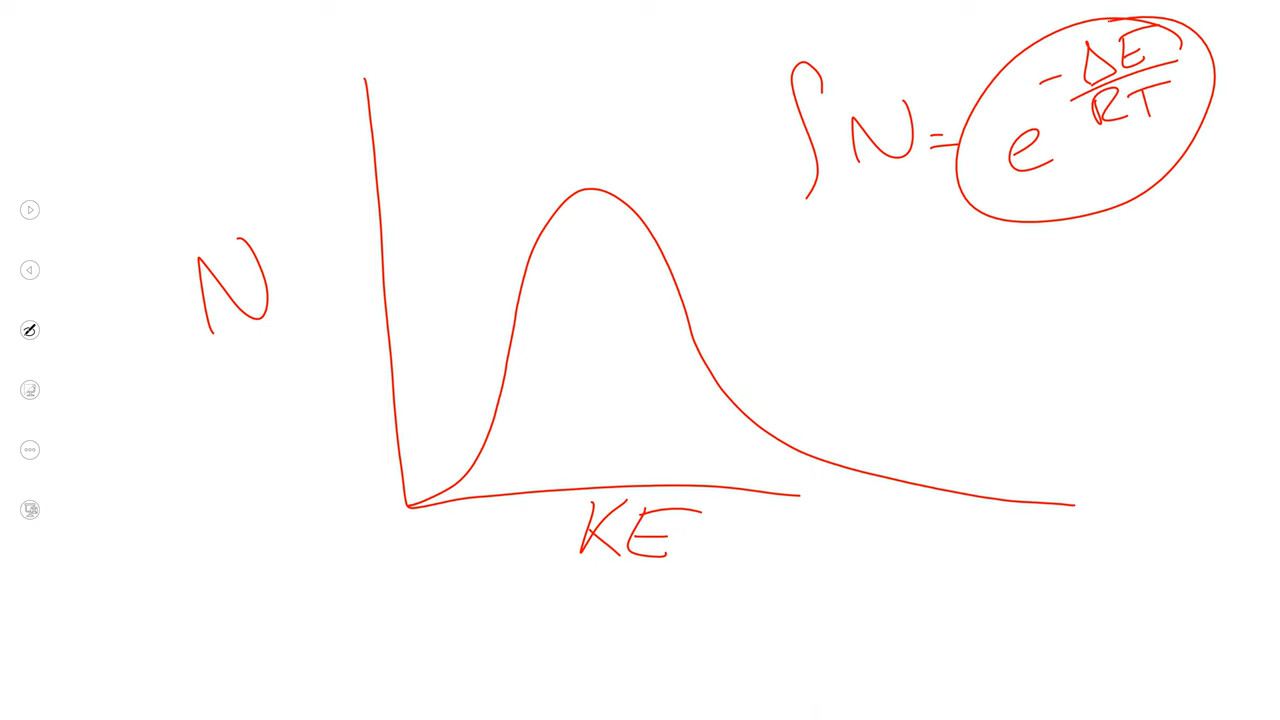 ∫N = e^(-ΔE/RT)
N
KE